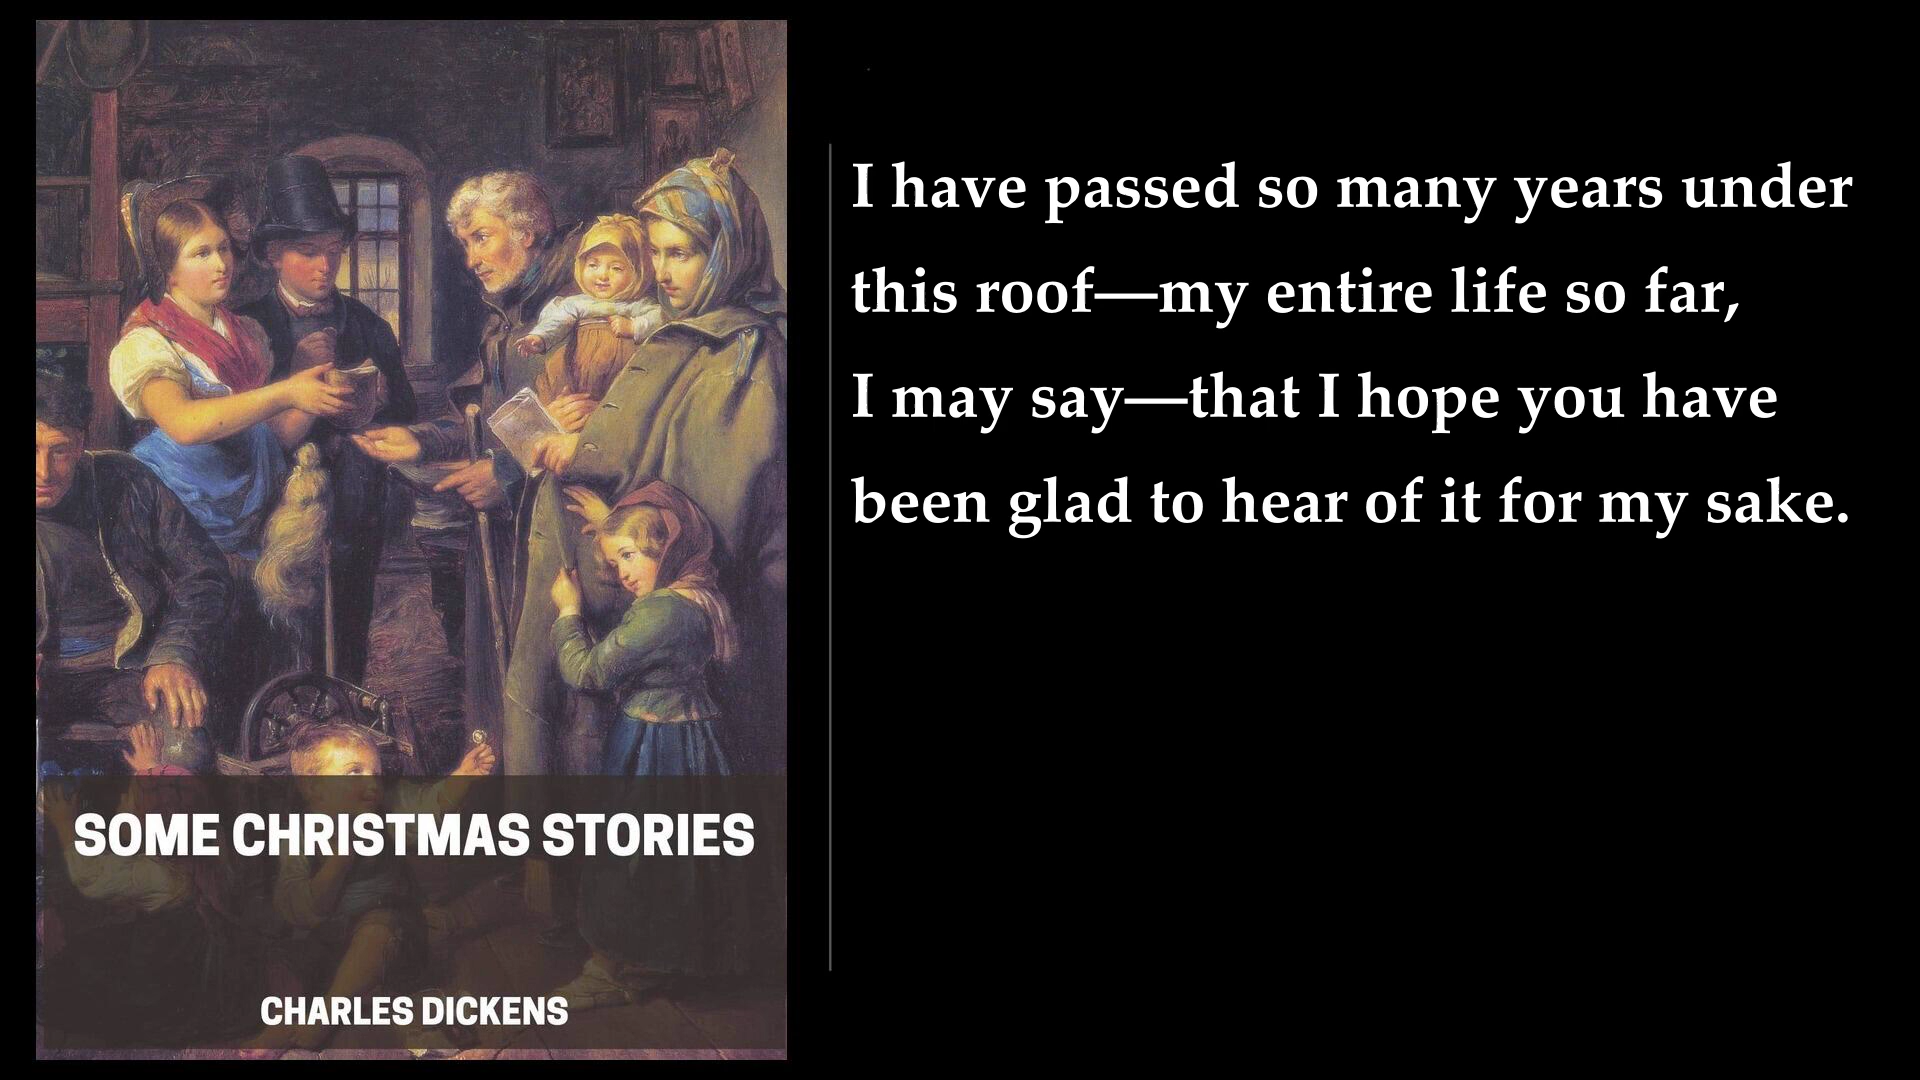 I have passed so many years under
this roof—my entire life so far,
I may say—that I hope you have
been glad to hear of it for my sake.
SOME CHRISTMAS STORIES
CHARLES DICKENS